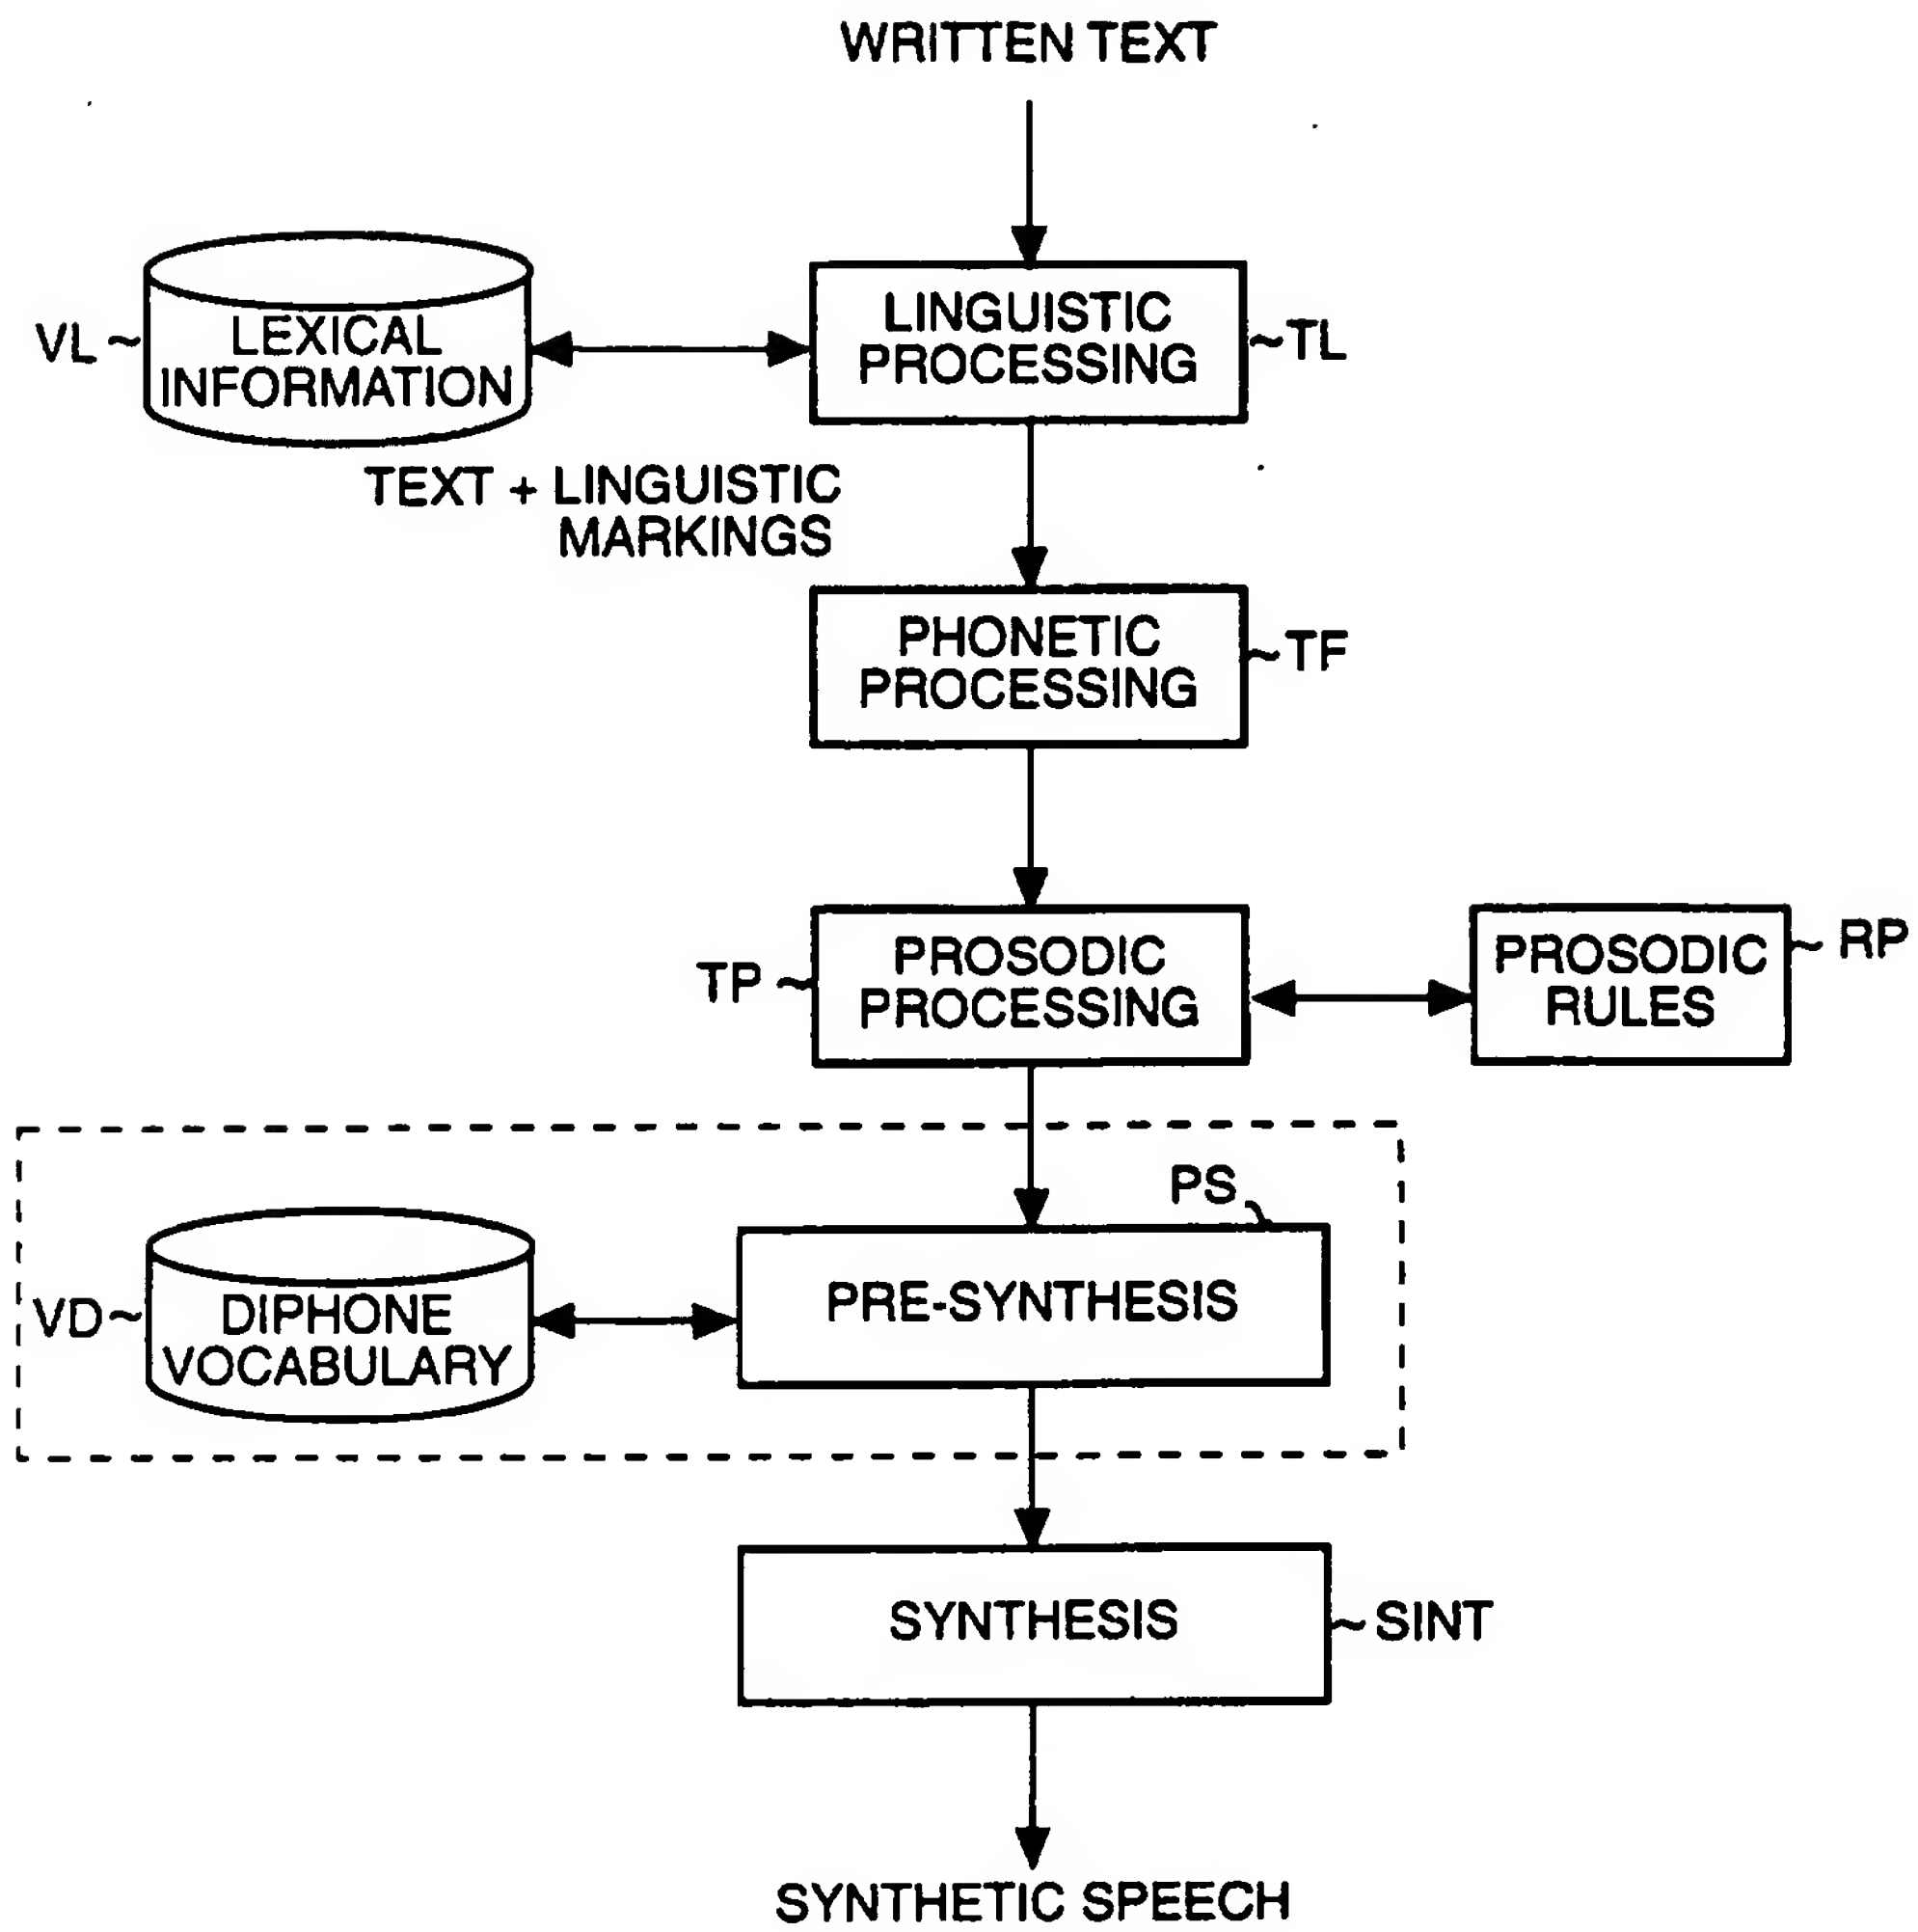 WRITTEN TEXT
VL
LEXICAL
INFORMATION
LINGUISTIC
PROCESSING
TL
TEXT + LINGUISTIC
MARKINGS
PHONETIC
PROCESSING
TF
TP
PROSODIC
PROCESSING
PROSODIC
RULES
RP
PS
VD
DIPHONE
VOCABULARY
PRE-SYNTHESIS
SYNTHESIS
SINT
SYNTHETIC SPEECH